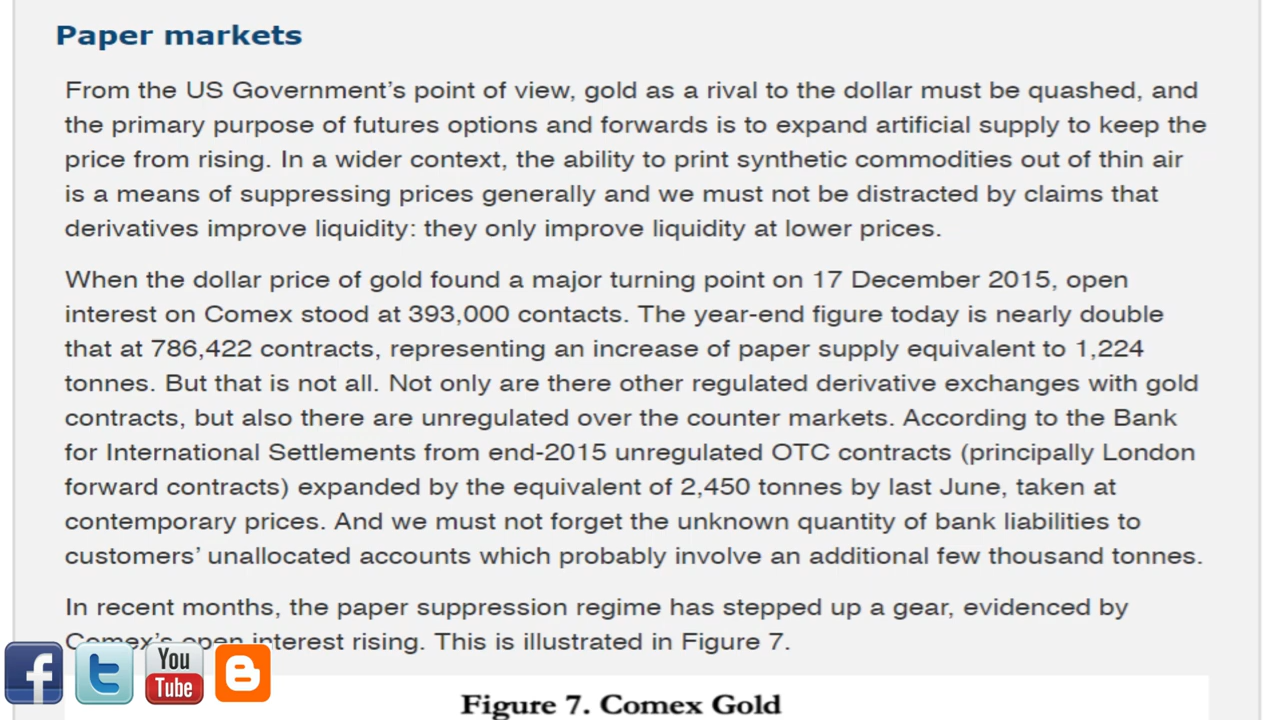 Paper markets
From the US Government's point of view, gold as a rival to the dollar must be quashed, and
the primary purpose of futures options and forwards is to expand artificial supply to keep the
price from rising. In a wider context, the ability to print synthetic commodities out of thin air
is a means of suppressing prices generally and we must not be distracted by claims that
derivatives improve liquidity: they only improve liquidity at lower prices.
When the dollar price of gold found a major turning point on 17 December 2015, open
interest on Comex stood at 393,000 contacts. The year-end figure today is nearly double
that at 786,422 contracts, representing an increase of paper supply equivalent to 1,224
tonnes. But that is not all. Not only are there other regulated derivative exchanges with gold
contracts, but also there are unregulated over the counter markets. According to the Bank
for International Settlements from end-2015 unregulated OTC contracts (principally London
forward contracts) expanded by the equivalent of 2,450 tonnes by last June, taken at
contemporary prices. And we must not forget the unknown quantity of bank liabilities to
customers' unallocated accounts which probably involve an additional few thousand tonnes.
In recent months, the paper suppression regime has stepped up a gear, evidenced by
Comex's open interest rising. This is illustrated in Figure 7.
You
Tube
Figure 7. Comex Gold